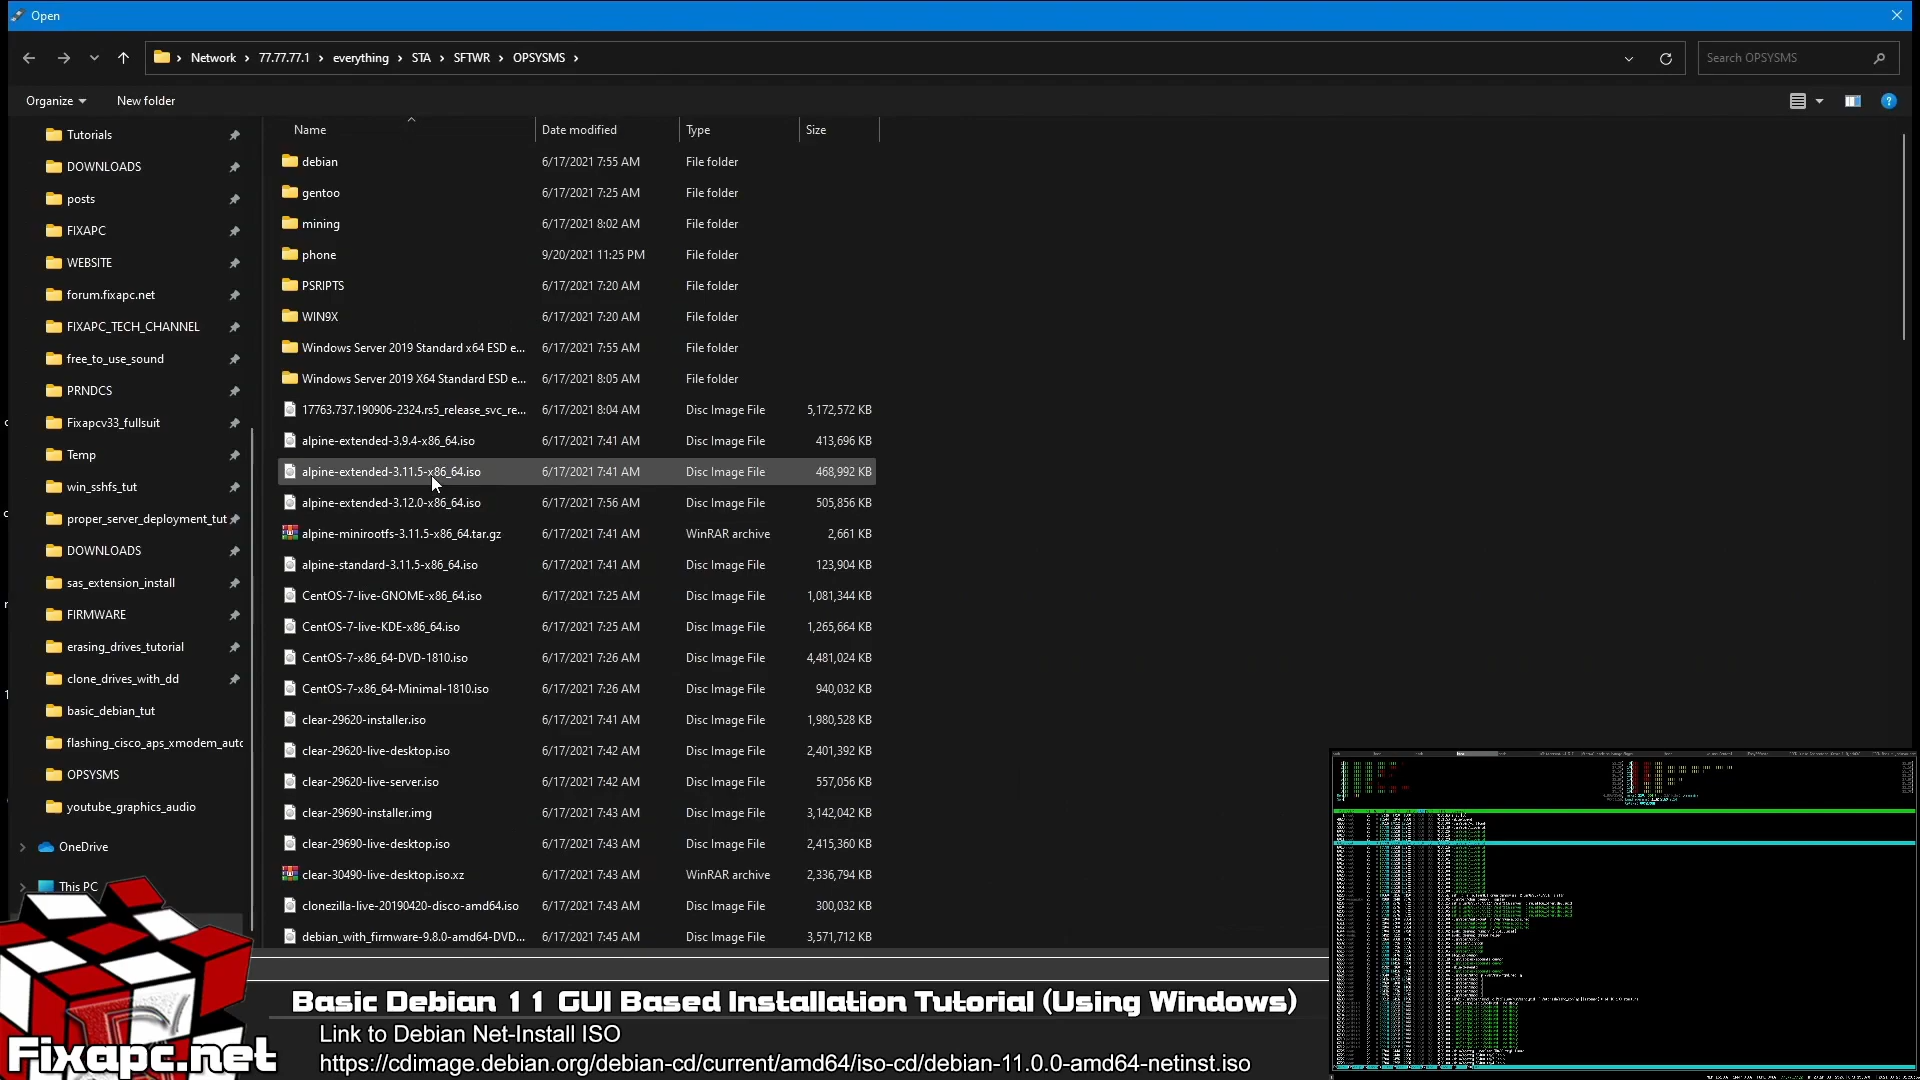 Open
Network > 77.77.77.1 > everything > STA > SFTWR > OPSYSMS >
Search OPSYSMS
Organize
New folder
Tutorials
DOWNLOADS
posts
FIXAPC
WEBSITE
forum.fixapc.net
FIXAPC_TECH_CHANNEL
free_to_use_sound
PRNDCS
Fixapcv33_fullsuit
Temp
win_sshfs_tut
proper_server_deployment_tut
DOWNLOADS
sas_extension_install
FIRMWARE
erasing_drives_tutorial
clone_drives_with_dd
basic_debian_tut
flashing_cisco_aps_xmodem_auto
OPSYSMS
youtube_graphics_audio
OneDrive
This PC
Name Date modified Type Size
debian 6/17/2021 7:55 AM File folder
gentoo 6/17/2021 7:25 AM File folder
mining 6/17/2021 8:02 AM File folder
phone 9/20/2021 11:25 PM File folder
PSRIPTS 6/17/2021 7:20 AM File folder
WIN9X 6/17/2021 7:20 AM File folder
Windows Server 2019 Standard x64 ESD e... 6/17/2021 7:55 AM File folder
Windows Server 2019 X64 Standard ESD e... 6/17/2021 8:05 AM File folder
17763.737.190906-2324.rs5_release_svc_re... 6/17/2021 8:04 AM Disc Image File 5,172,572 KB
alpine-extended-3.9.4-x86_64.iso 6/17/2021 7:41 AM Disc Image File 413,696 KB
alpine-extended-3.11.5-x86_64.iso 6/17/2021 7:41 AM Disc Image File 468,992 KB
alpine-extended-3.12.0-x86_64.iso 6/17/2021 7:56 AM Disc Image File 505,856 KB
alpine-minirootfs-3.11.5-x86_64.tar.gz 6/17/2021 7:41 AM WinRAR archive 2,661 KB
alpine-standard-3.11.5-x86_64.iso 6/17/2021 7:41 AM Disc Image File 123,904 KB
CentOS-7-live-GNOME-x86_64.iso 6/17/2021 7:25 AM Disc Image File 1,081,344 KB
CentOS-7-live-KDE-x86_64.iso 6/17/2021 7:25 AM Disc Image File 1,265,664 KB
CentOS-7-x86_64-DVD-1810.iso 6/17/2021 7:26 AM Disc Image File 4,481,024 KB
CentOS-7-x86_64-Minimal-1810.iso 6/17/2021 7:26 AM Disc Image File 940,032 KB
clear-29620-installer.iso 6/17/2021 7:41 AM Disc Image File 1,980,528 KB
clear-29620-live-desktop.iso 6/17/2021 7:42 AM Disc Image File 2,401,392 KB
clear-29620-live-server.iso 6/17/2021 7:42 AM Disc Image File 557,056 KB
clear-29690-installer.img 6/17/2021 7:43 AM Disc Image File 3,142,042 KB
clear-29690-live-desktop.iso 6/17/2021 7:43 AM Disc Image File 2,415,360 KB
clear-30490-live-desktop.iso.xz 6/17/2021 7:43 AM WinRAR archive 2,336,794 KB
clonezilla-live-20190420-disco-amd64.iso 6/17/2021 7:43 AM Disc Image File 300,032 KB
debian_with_firmware-9.8.0-amd64-DVD... 6/17/2021 7:45 AM Disc Image File 3,571,712 KB
Basic Debian 11 GUI Based Installation Tutorial (Using Windows)
Link to Debian Net-Install ISO
https://cdimage.debian.org/debian-cd/current/amd64/iso-cd/debian-11.0.0-amd64-netinst.iso
Fixapc.net